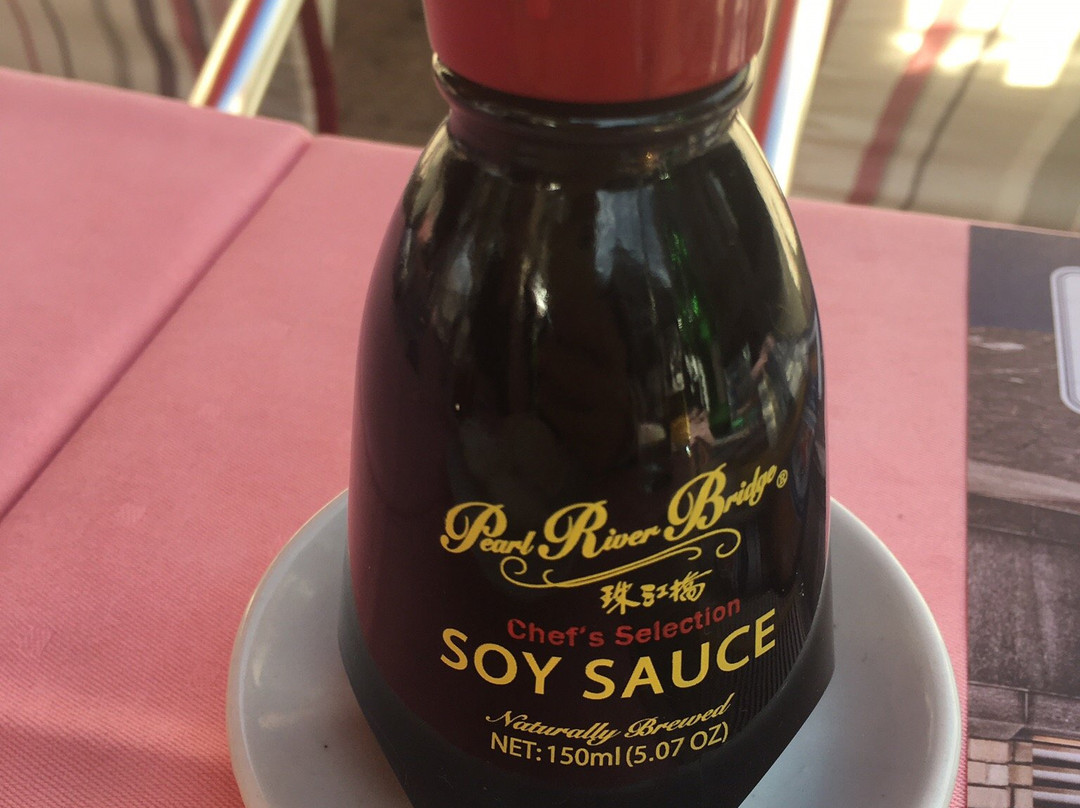 Pearl River Bridge®
珠江橋
Chef's Selection
SOY SAUCE
Naturally Brewed
NET: 150ml (5.07 OZ)